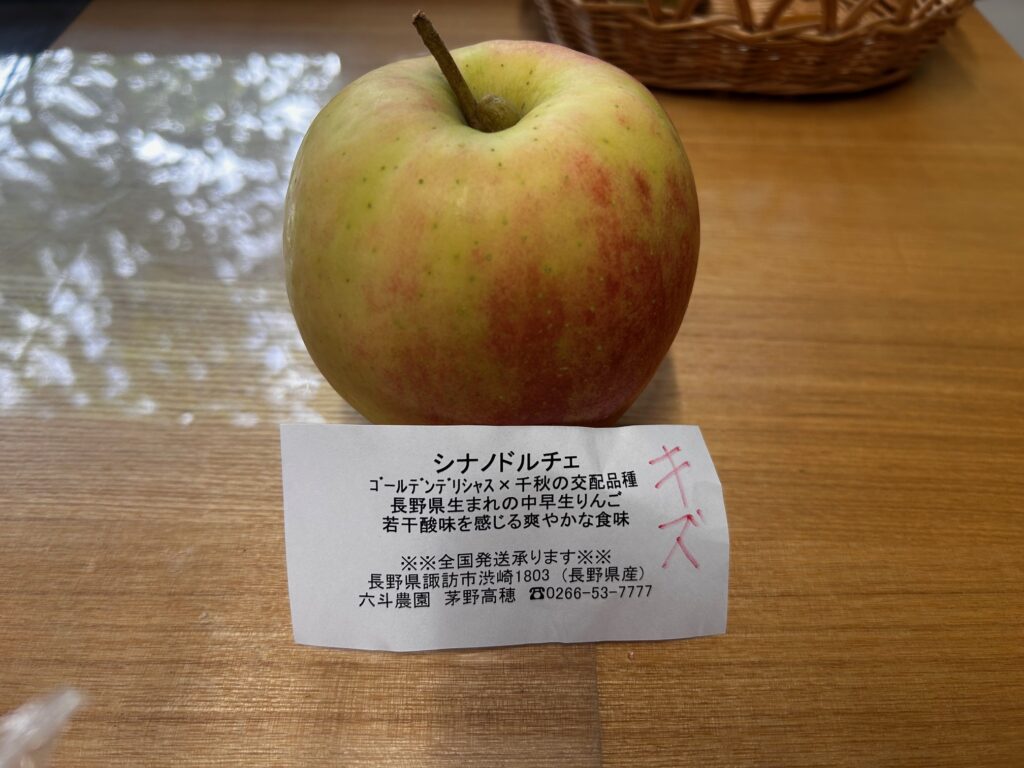 シナノドルチェ
ｺﾞｰﾙﾃﾞﾝﾃﾞﾘｼｬｽ×千秋の交配品種
長野県生まれの中早生りんご
若干酸味を感じる爽やかな食味
※※全国発送承ります※※
長野県諏訪市渋崎1803（長野県産）
六斗農園 茅野高穂 ☎0266-53-7777
キズ